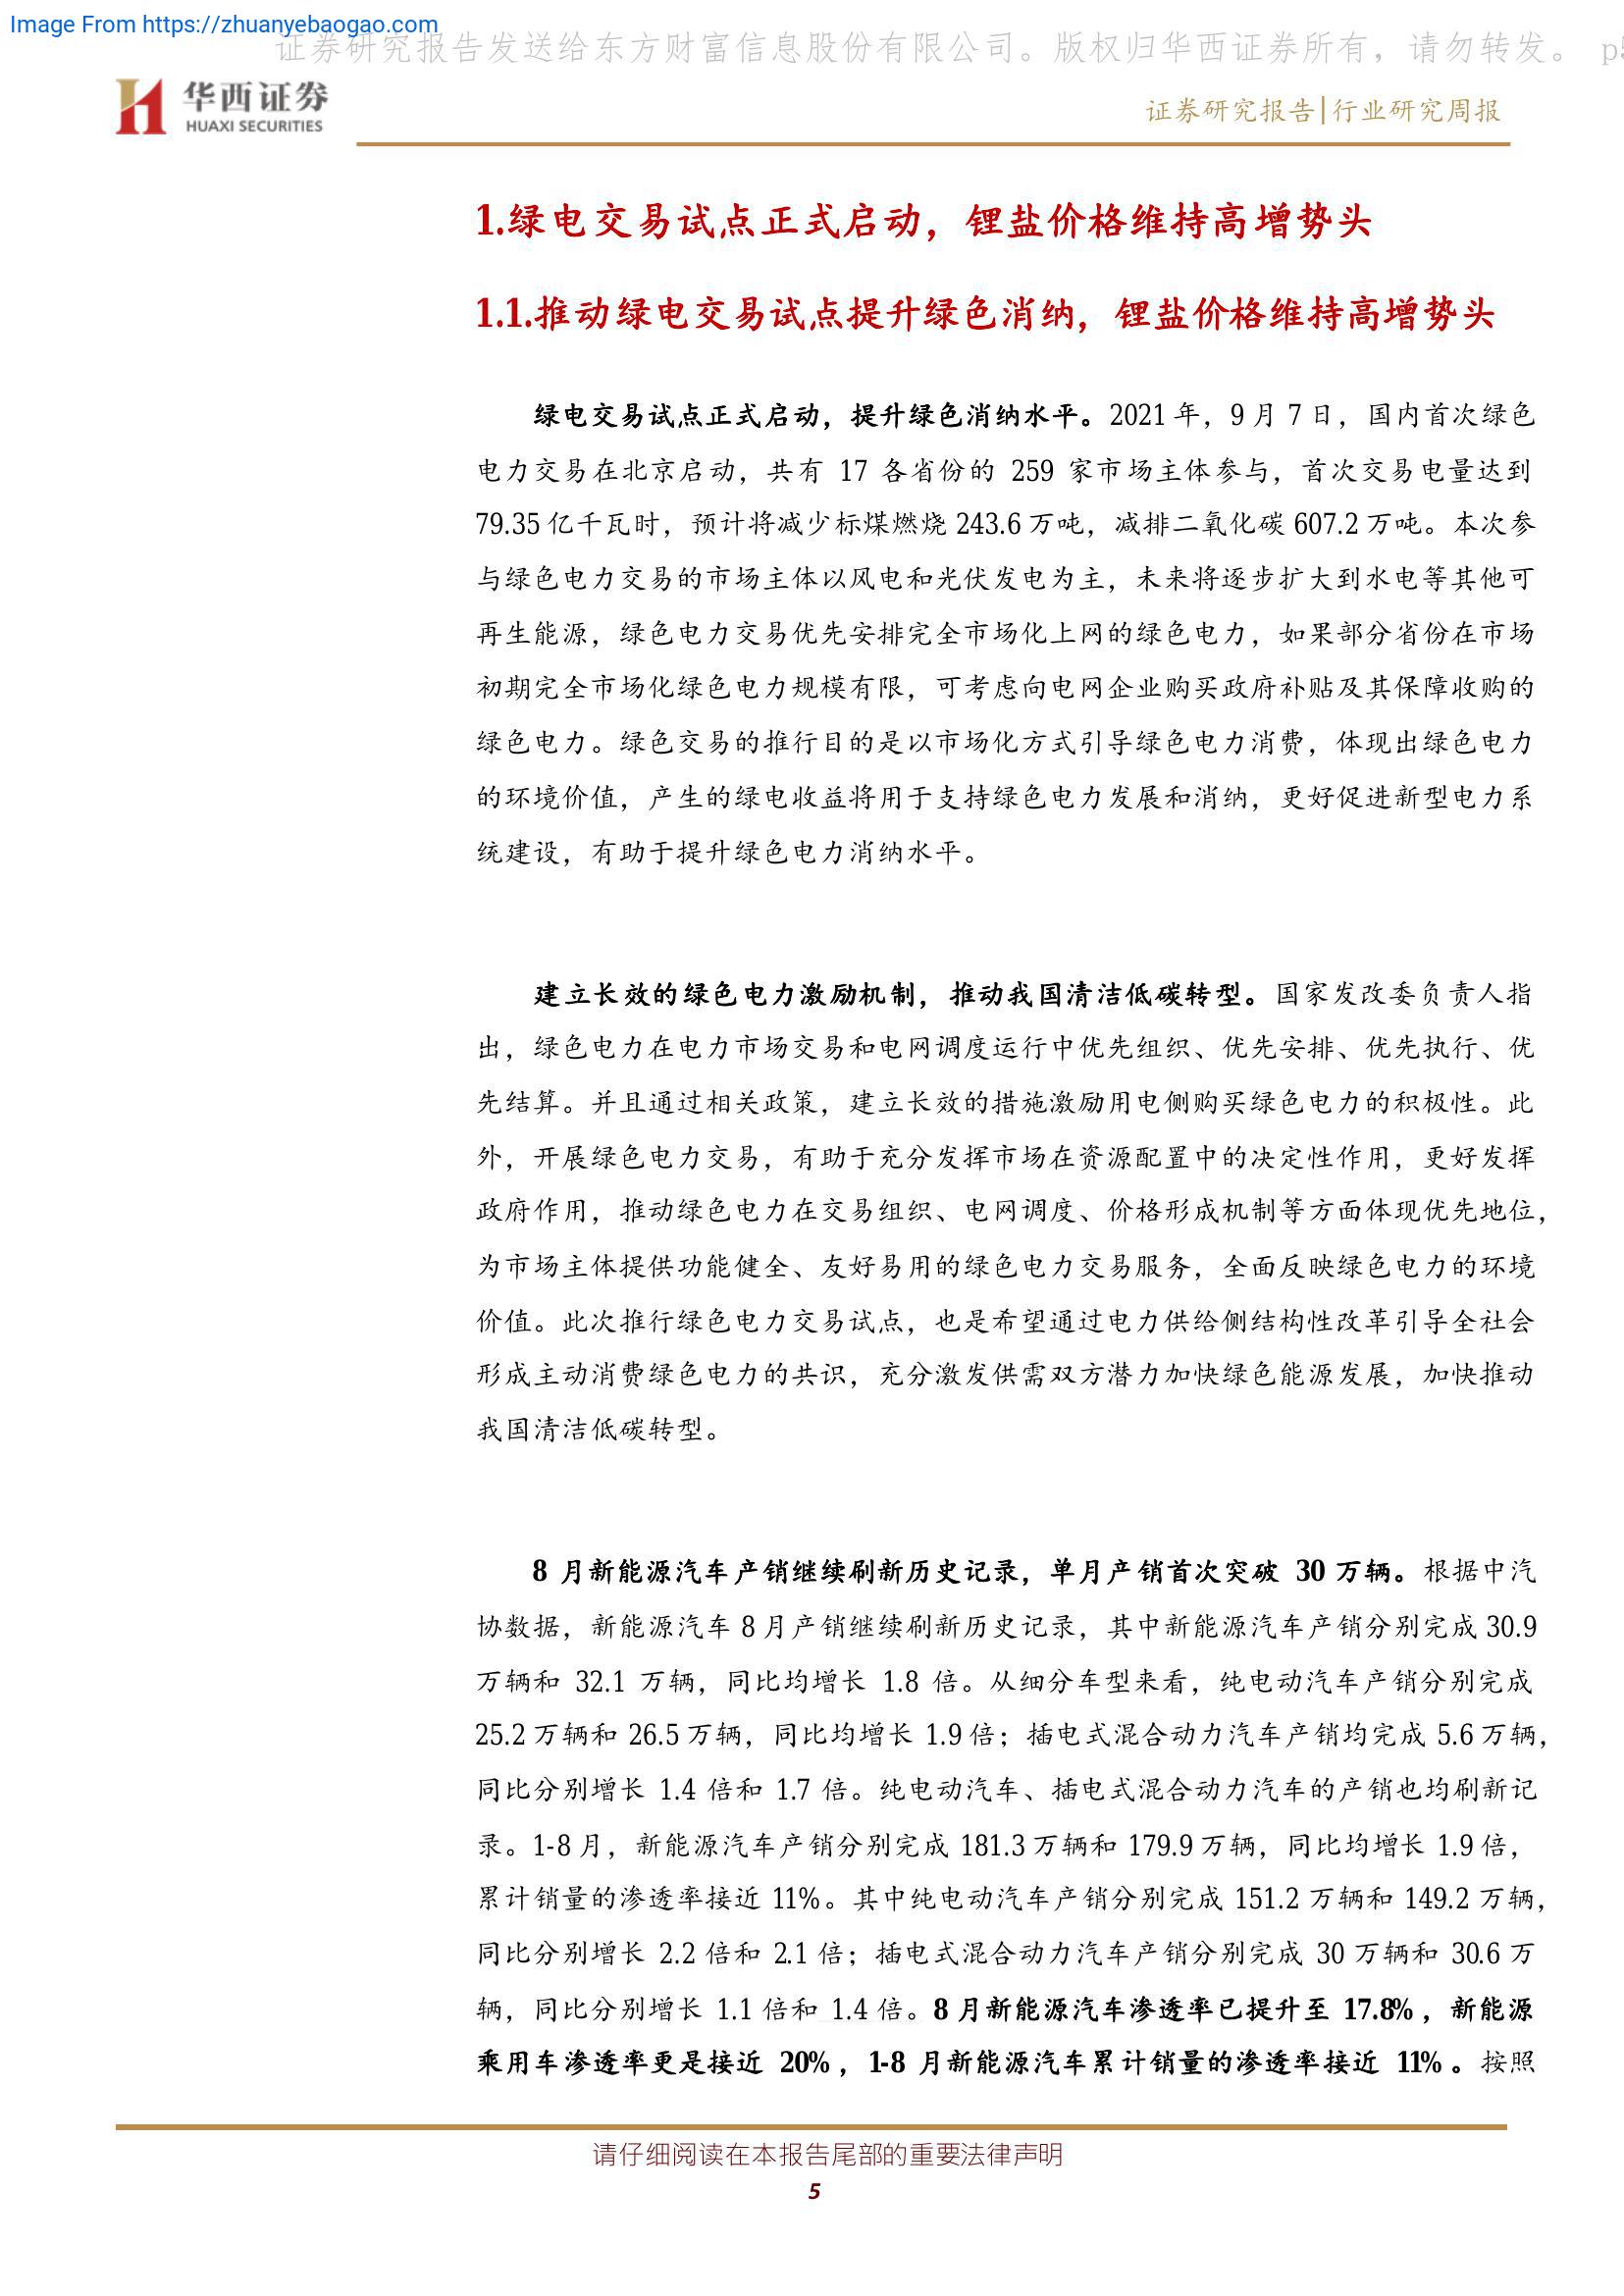 Image From https://zhuanyebaogao.com
证券研究报告发送给东方财富信息股份有限公司。版权归华西证券所有，请勿转发。 p5
华西证券
HUAXI SECURITIES
证券研究报告|行业研究周报
1.绿电交易试点正式启动，锂盐价格维持高增势头
1.1.推动绿电交易试点提升绿色消纳，锂盐价格维持高增势头
绿电交易试点正式启动，提升绿色消纳水平。2021 年，9 月 7 日，国内首次绿色
电力交易在北京启动，共有 17 各省份的 259 家市场主体参与，首次交易电量达到
79.35 亿千瓦时，预计将减少标煤燃烧 243.6 万吨，减排二氧化碳 607.2 万吨。本次参
与绿色电力交易的市场主体以风电和光伏发电为主，未来将逐步扩大到水电等其他可
再生能源，绿色电力交易优先安排完全市场化上网的绿色电力，如果部分省份在市场
初期完全市场化绿色电力规模有限，可考虑向电网企业购买政府补贴及其保障收购的
绿色电力。绿色交易的推行目的是以市场化方式引导绿色电力消费，体现出绿色电力
的环境价值，产生的绿电收益将用于支持绿色电力发展和消纳，更好促进新型电力系
统建设，有助于提升绿色电力消纳水平。
建立长效的绿色电力激励机制，推动我国清洁低碳转型。国家发改委负责人指
出，绿色电力在电力市场交易和电网调度运行中优先组织、优先安排、优先执行、优
先结算。并且通过相关政策，建立长效的措施激励用电侧购买绿色电力的积极性。此
外，开展绿色电力交易，有助于充分发挥市场在资源配置中的决定性作用，更好发挥
政府作用，推动绿色电力在交易组织、电网调度、价格形成机制等方面体现优先地位，
为市场主体提供功能健全、友好易用的绿色电力交易服务，全面反映绿色电力的环境
价值。此次推行绿色电力交易试点，也是希望通过电力供给侧结构性改革引导全社会
形成主动消费绿色电力的共识，充分激发供需双方潜力加快绿色能源发展，加快推动
我国清洁低碳转型。
8 月新能源汽车产销继续刷新历史记录，单月产销首次突破 30 万辆。根据中汽
协数据，新能源汽车 8 月产销继续刷新历史记录，其中新能源汽车产销分别完成 30.9
万辆和 32.1 万辆，同比均增长 1.8 倍。从细分车型来看，纯电动汽车产销分别完成
25.2 万辆和 26.5 万辆，同比均增长 1.9 倍；插电式混合动力汽车产销均完成 5.6 万辆，
同比分别增长 1.4 倍和 1.7 倍。纯电动汽车、插电式混合动力汽车的产销也均刷新记
录。1-8 月，新能源汽车产销分别完成 181.3 万辆和 179.9 万辆，同比均增长 1.9 倍，
累计销量的渗透率接近 11%。其中纯电动汽车产销分别完成 151.2 万辆和 149.2 万辆，
同比分别增长 2.2 倍和 2.1 倍；插电式混合动力汽车产销分别完成 30 万辆和 30.6 万
辆，同比分别增长 1.1 倍和 1.4 倍。8 月新能源汽车渗透率已提升至 17.8%，新能源
乘用车渗透率更是接近 20%，1-8 月新能源汽车累计销量的渗透率接近 11%。按照
请仔细阅读在本报告尾部的重要法律声明
5